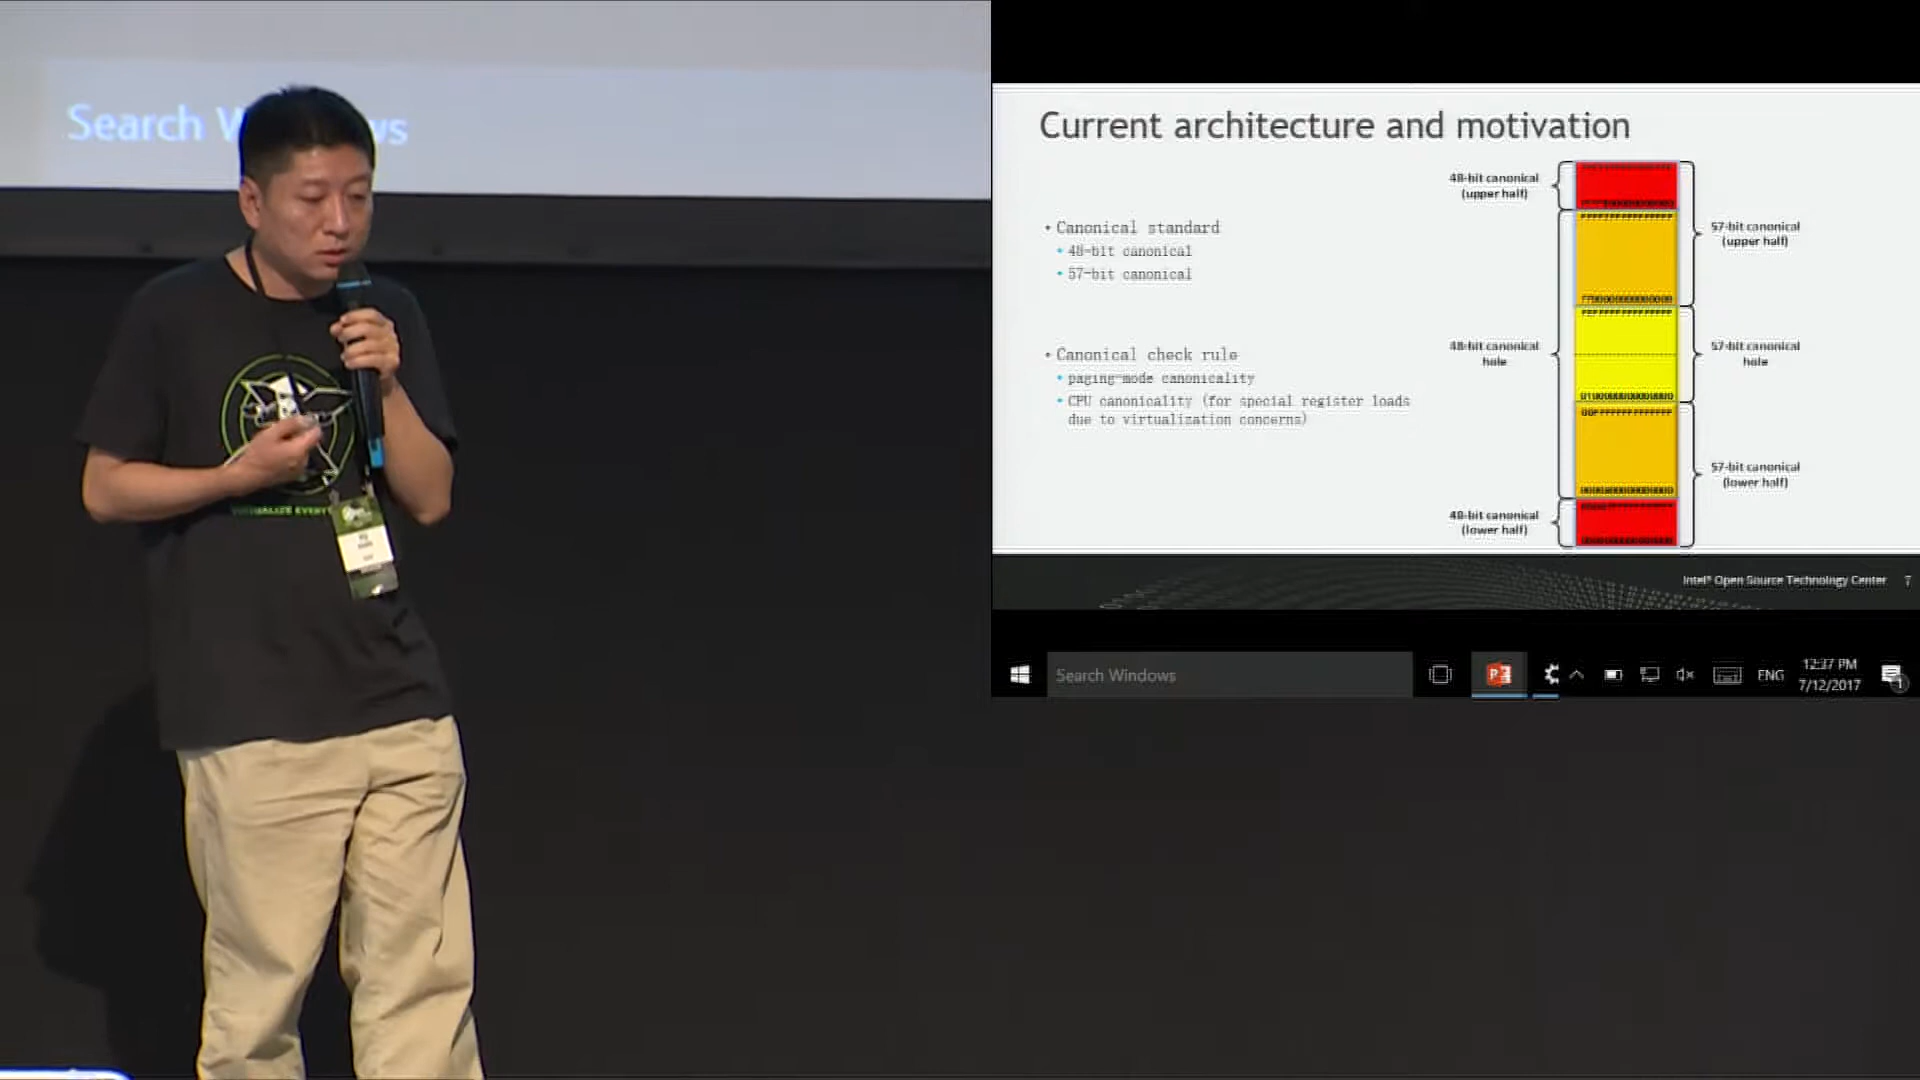 Search W ws
Current architecture and motivation
• Canonical standard
• 48-bit canonical
• 57-bit canonical
• Canonical check rule
• paging-mode canonicality
• CPU canonicality (for special register loads
due to virtualization concerns)
48-bit canonical
(upper half)
57-bit canonical
(upper half)
48-bit canonical
hole
57-bit canonical
hole
57-bit canonical
(lower half)
48-bit canonical
(lower half)
Intel® Open Source Technology Center 7
Search Windows
ENG
12:37 PM
7/12/2017
1